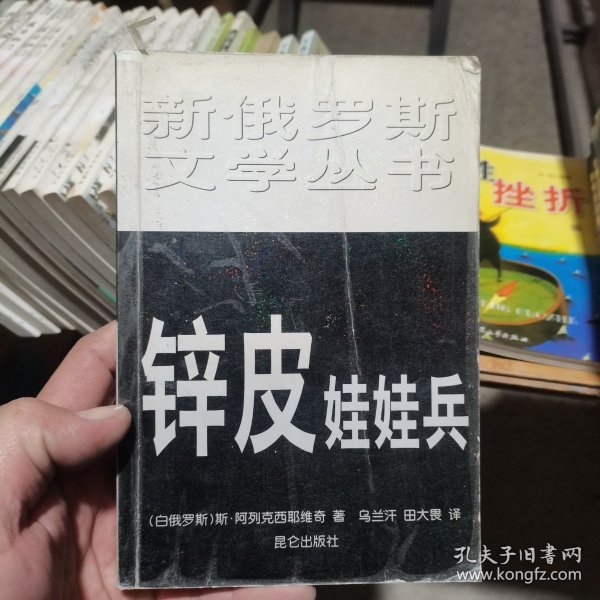 新·俄罗斯
文学丛书
挫折
锌皮娃娃兵
(白俄罗斯)斯·阿列克西耶维奇 著 乌兰汗 田大畏 译
昆仑出版社
孔夫子旧书网
www.kongfz.com